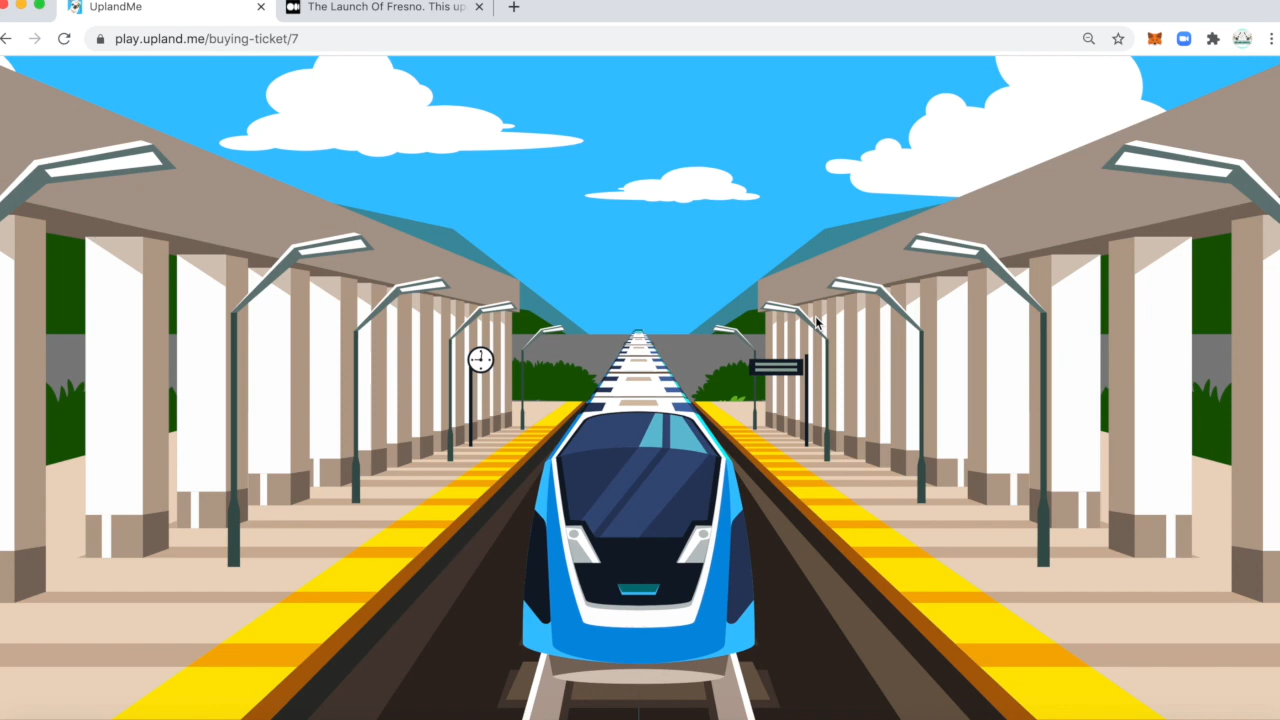 UplandMe
The Launch Of Fresno. This up
play.upland.me/buying-ticket/7